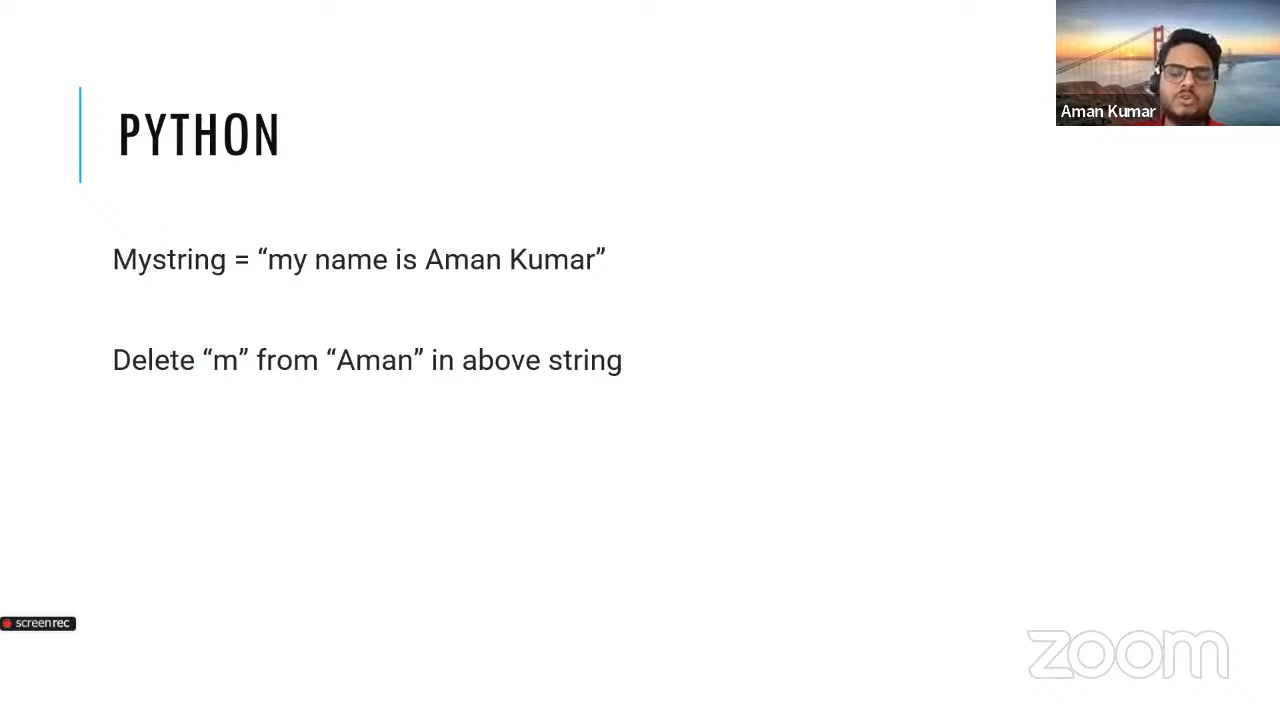 Aman Kumar
PYTHON
Mystring = “my name is Aman Kumar”
Delete “m” from “Aman” in above string
screenrec
zoom